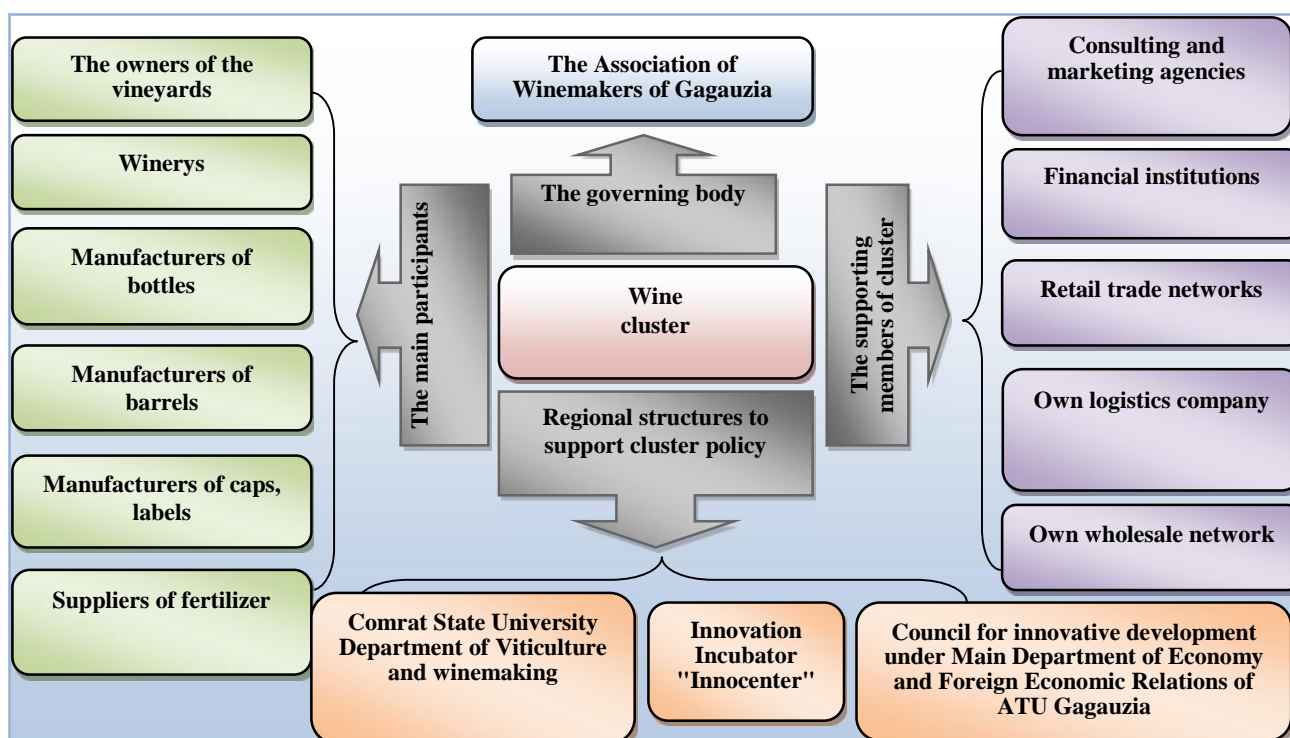 The owners of the
vineyards
Winerys
Manufacturers of
bottles
Manufacturers of
barrels
Manufacturers of caps,
labels
Suppliers of fertilizer
The main participants
The Association of
Winemakers of Gagauzia
The governing body
Wine
cluster
Regional structures to
support cluster policy
The supporting
members of cluster
Consulting and
marketing agencies
Financial institutions
Retail trade networks
Own logistics company
Own wholesale network
Comrat State University
Department of Viticulture
and winemaking
Innovation
Incubator
"Innocenter"
Council for innovative development
under Main Department of Economy
and Foreign Economic Relations of
ATU Gagauzia